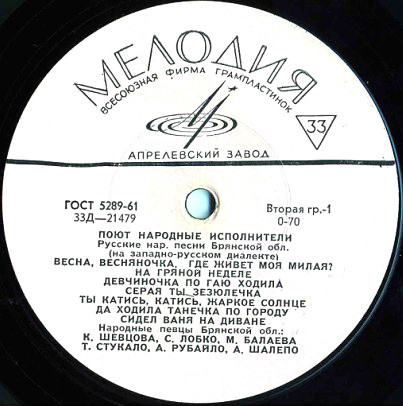 МЕЛОДИЯ
ВСЕСОЮЗНАЯ ФИРМА ГРАМПЛАСТИНОК
33
АПРЕЛЕВСКИЙ ЗАВОД
ГОСТ 5289-61
33Д—21479
Вторая гр.-1
0-70
ПОЮТ НАРОДНЫЕ ИСПОЛНИТЕЛИ
Русские нар. песни Брянской обл.
(на западно-русском диалекте)
ВЕСНА, ВЕСНЯНОЧКА, ГДЕ ЖИВЕТ МОЯ МИЛАЯ?
НА ГРЯНОЙ НЕДЕЛЕ
ДЕВЧИНОЧКА ПО ГАЮ ХОДИЛА
СЕРАЯ ТЫ ЗЕЗЮЛЕЧКА
ТЫ КАТИСЬ, КАТИСЬ, ЖАРКОЕ СОЛНЦЕ
ДА ХОДИЛА ТАНЕЧКА ПО ГОРОДУ
СИДЕЛ ВАНЯ НА ДИВАНЕ
Народные певцы Брянской обл.:
К. ШЕВЦОВА, С. ЛОБКО, М. БАЛАЕВА
Т. СТУКАЛО, А. РУБАЙЛО, А. ШАЛЕПО